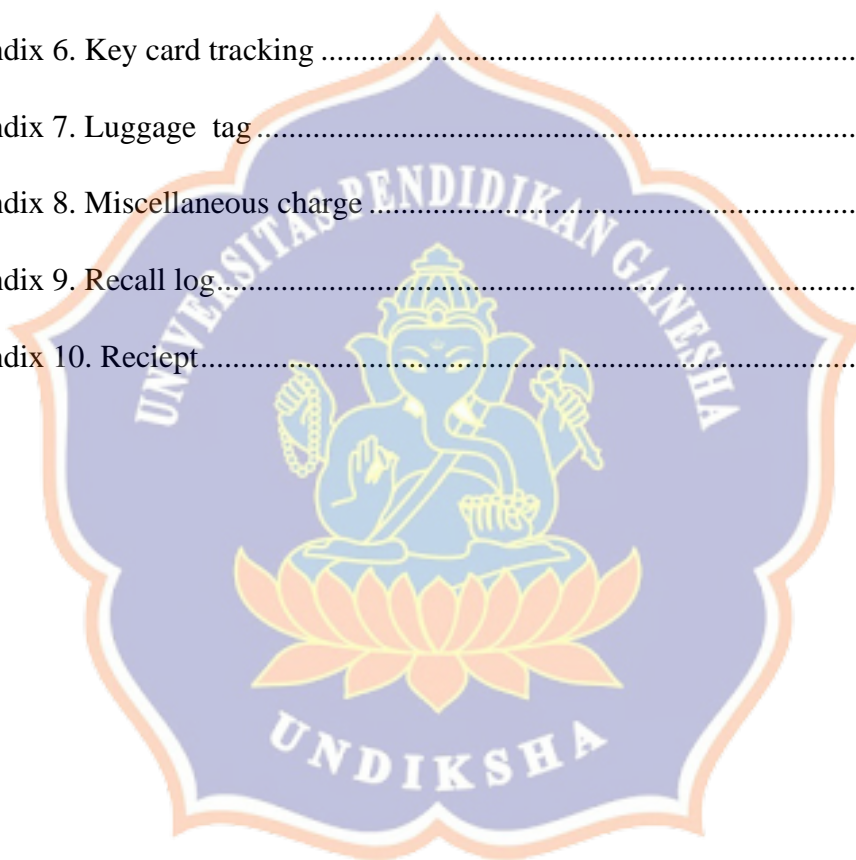 ndix 6. Key card tracking ................................................................
ndix 7. Luggage  tag ................................................................
ndix 8. Miscellaneous charge ................................................................
ndix 9. Recall log ................................................................
ndix 10. Reciept ................................................................
UNIVERSITAS PENDIDIKAN GANESHA
UNDIKSHA